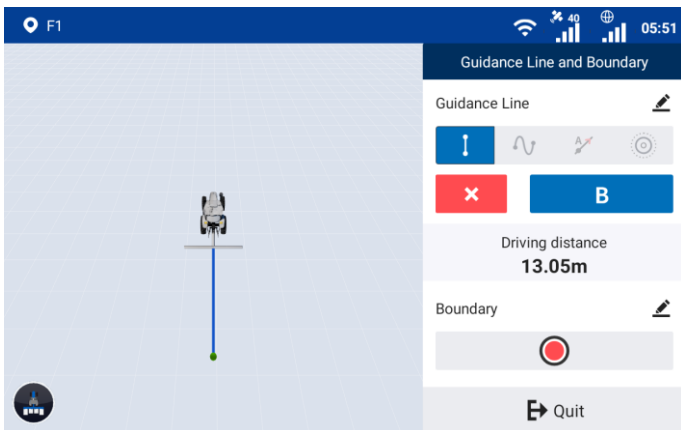 F1
40
05:51
Guidance Line and Boundary
Guidance Line
A
B
Driving distance
13.05m
Boundary
Quit